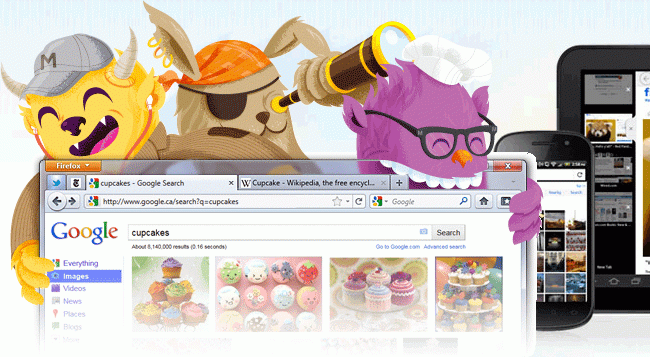 M
Firefox
cupcakes - Google Search
Cupcake - Wikipedia, the free encycl...
http://www.google.ca/search?q=cupcakes
Google
Google
cupcakes
Search
About 8,140,000 results (0.16 seconds)
Go to Google.com
Advanced search
Everything
Images
Videos
News
Places
Blogs
New Tab